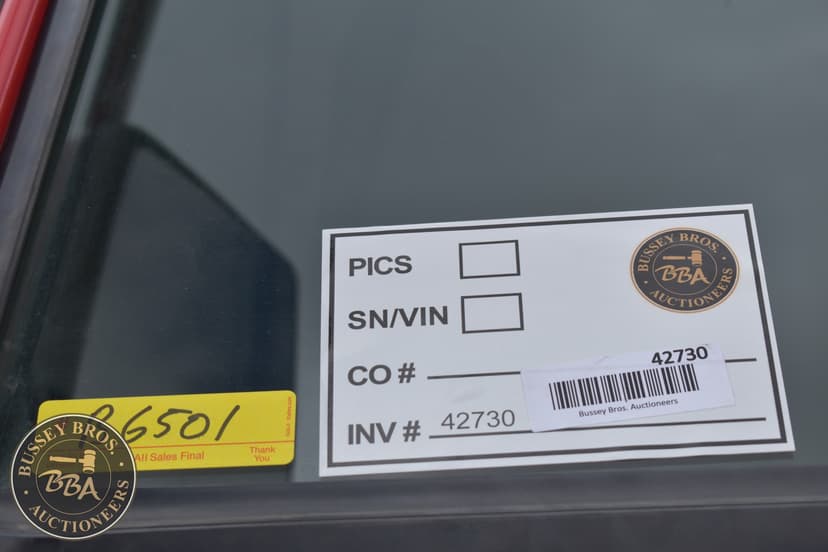 PICS
SN/VIN
CO #
INV # 42730
42730
Bussey Bros. Auctioneers
BUSSEY BROS.
BBA
AUCTIONEERS
6501
All Sales Final
Thank
You
BUSSEY BROS.
BBA
AUCTIONEERS